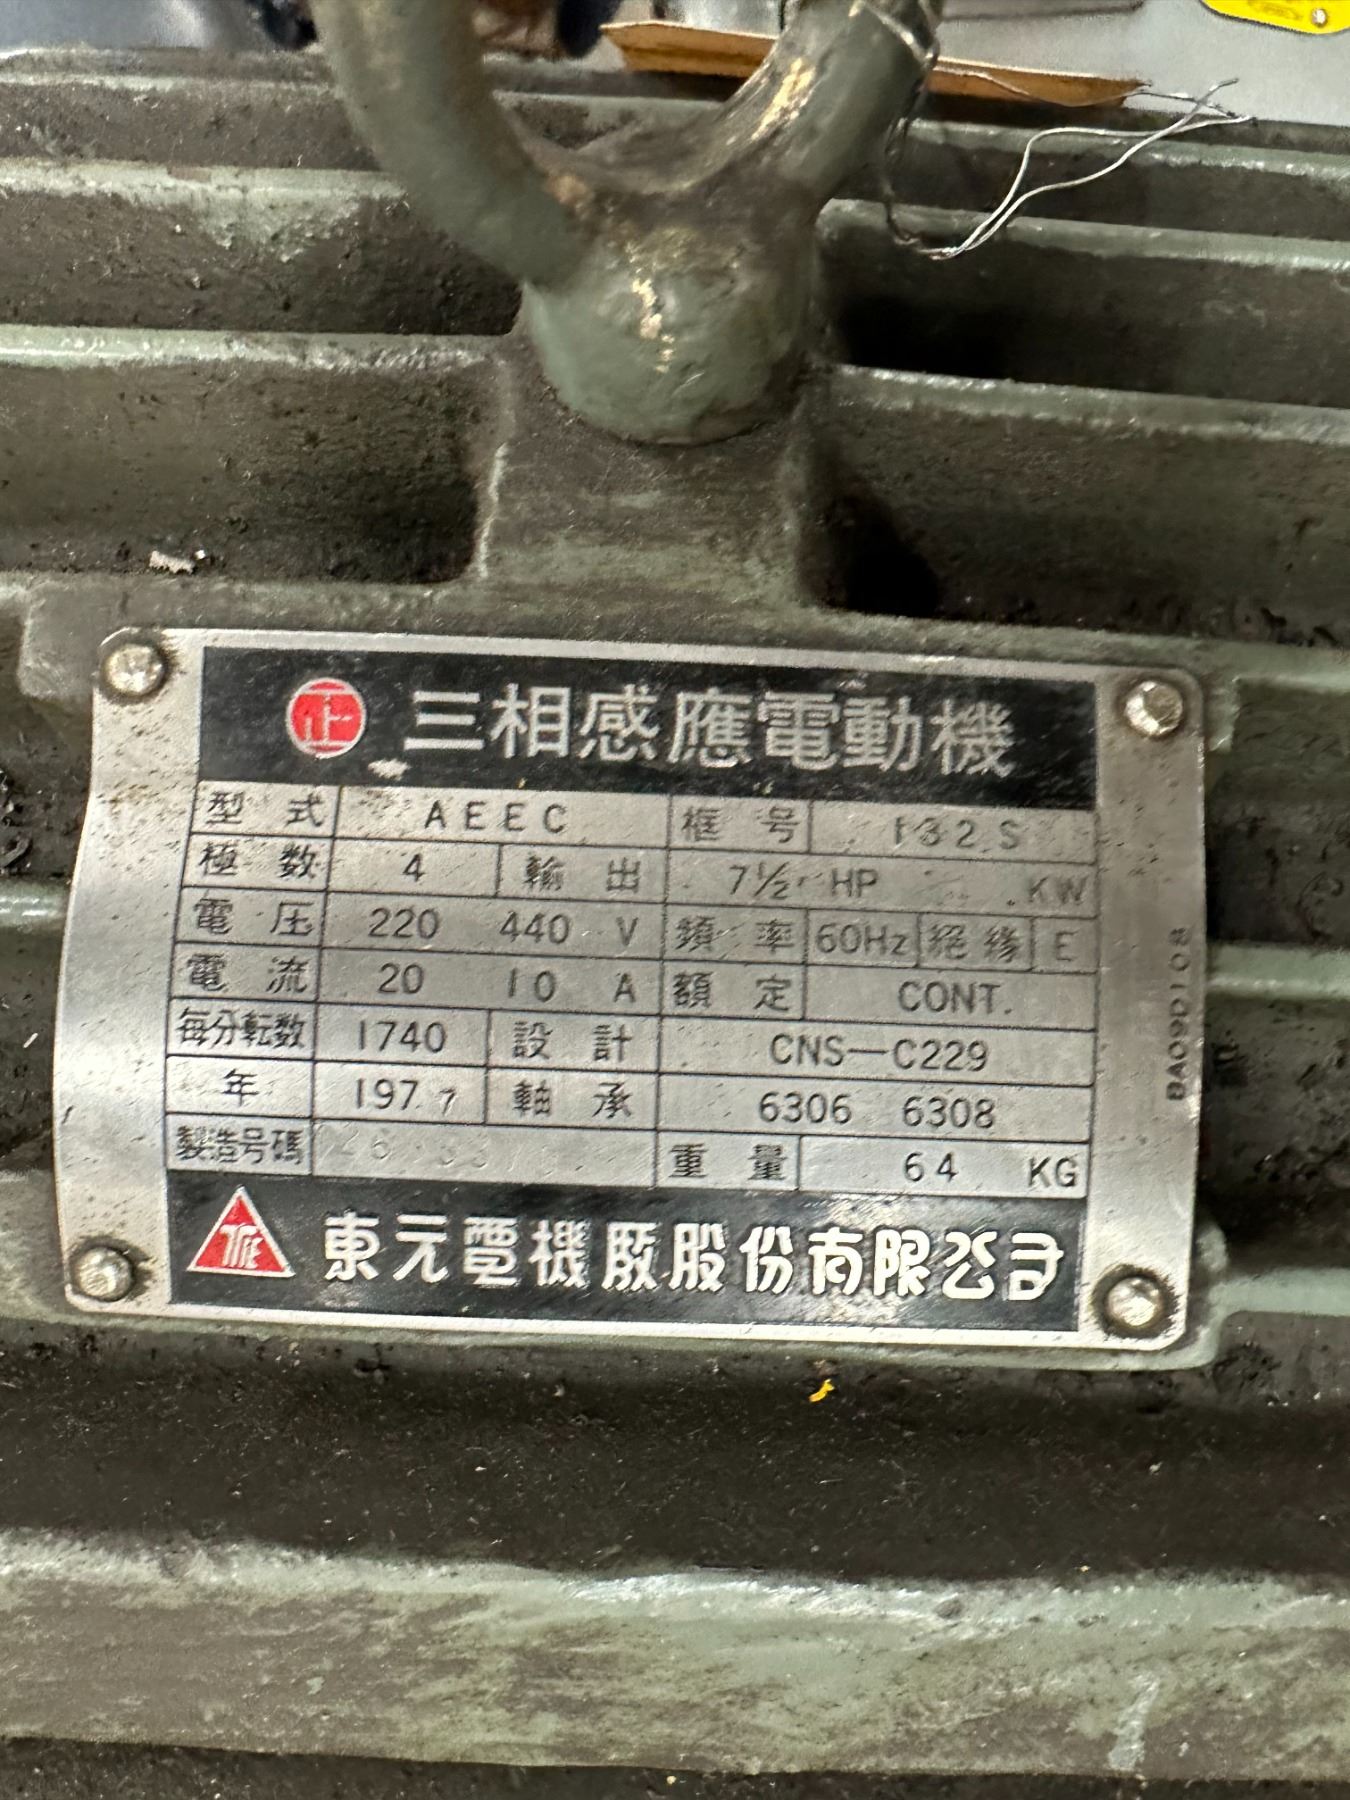 正 三相感應電動機
型式 AEEC 框号 132S
極数 4 輸出 7½ HP KW
電圧 220 440 V 頻率 60Hz 絕緣 E
電流 20 10 A 額定 CONT.
每分転数 1740 設計 CNS—C229
年 1977 軸承 6306 6308
製造号碼 重量 64 KG
東元電機廠股份有限公司
BA09D108